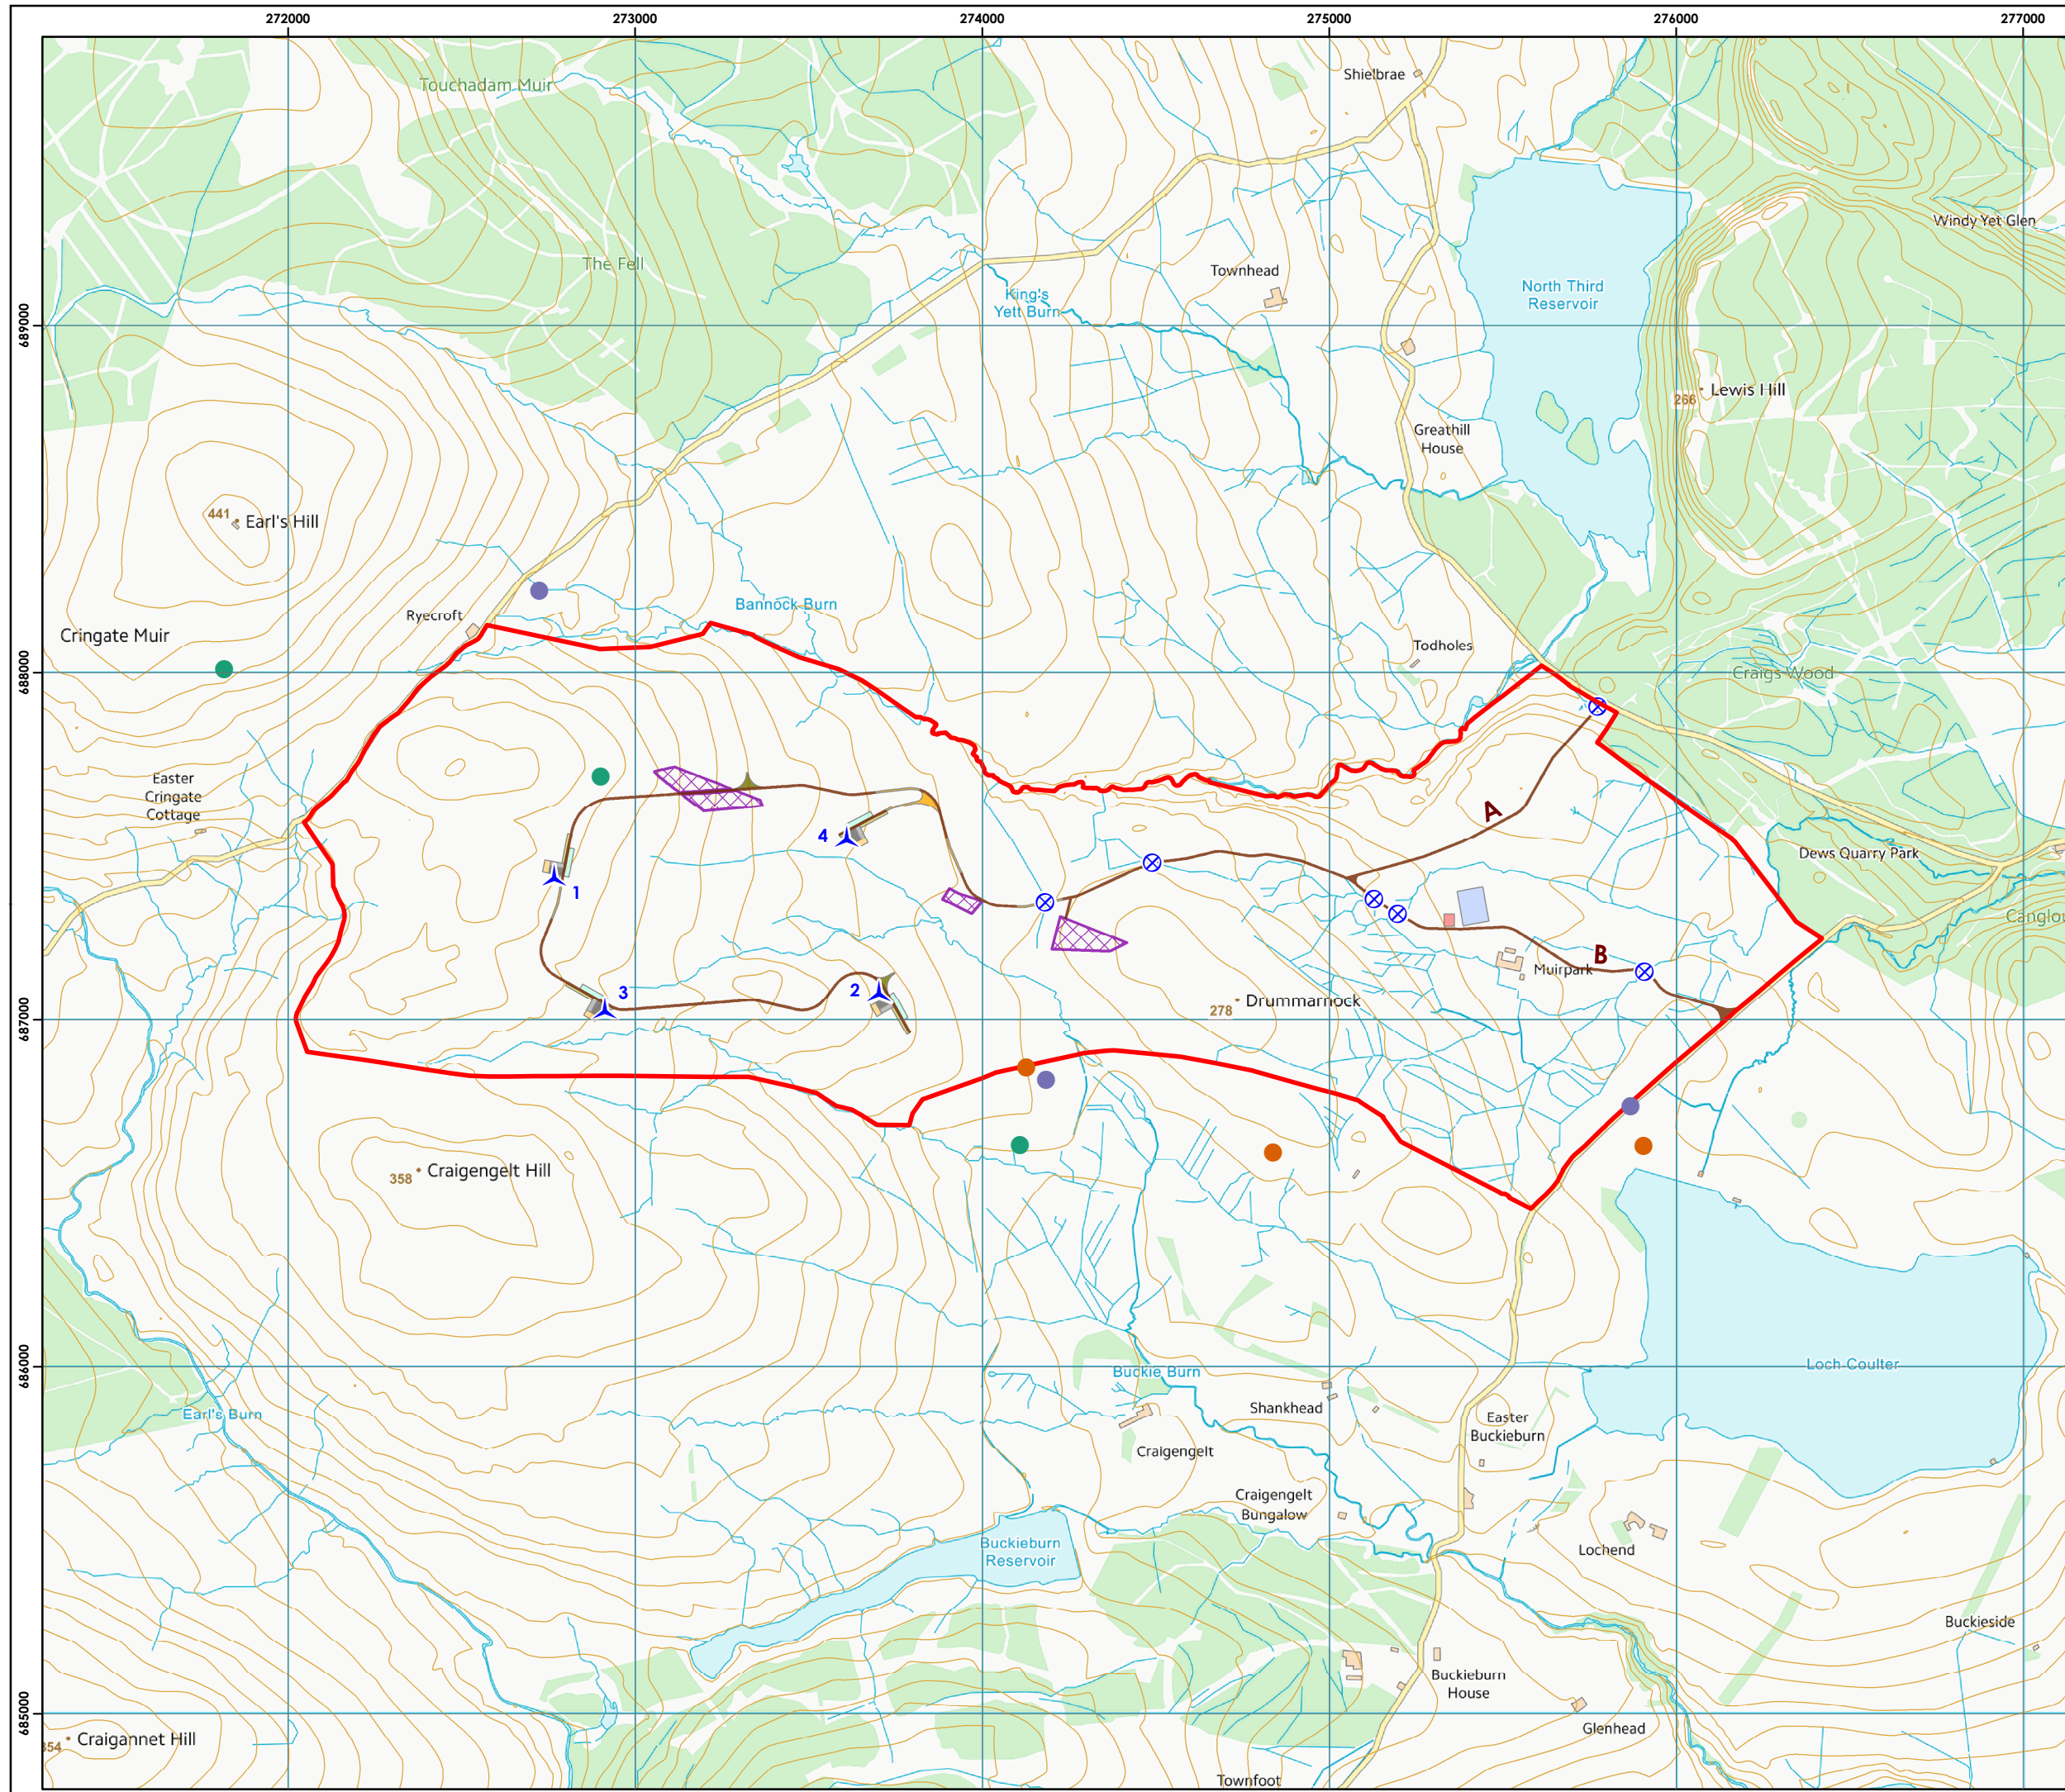 272000
273000
274000
275000
276000
277000
Shielbrae
Touchadam Muir
Windy Yet Glen
The Fell
Townhead
North Third
Reservoir
King's
Yett Burn
689000
Lewis Hill
266
Greathill
House
441
Earl's Hill
Bannock Burn
Ryecroft
Cringate Muir
Todholes
688000
Craigs Wood
Easter
Cringate
Cottage
A
4
Dews Quarry Park
1
B
Muirpark
3
2
Drummarnock
278
687000
Craigengelt Hill
358
686000
Loch Coulter
Buckie Burn
Earl's Burn
Shankhead
Easter
Buckieburn
Craigengelt
Craigengelt
Bungalow
Buckieburn
Reservoir
Lochend
Buckieside
Buckieburn
House
685000
Glenhead
Craigannet Hill
354
Townfoot